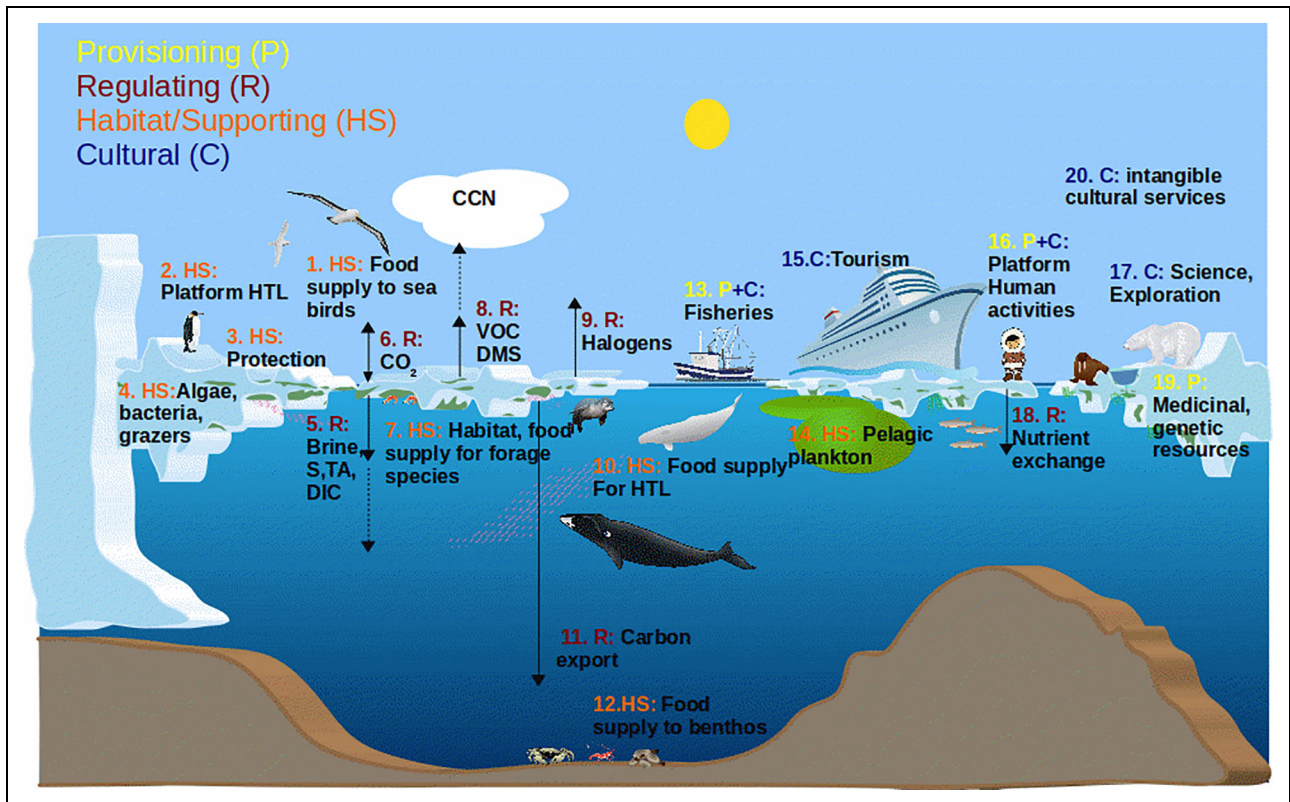 Provisioning (P)
Regulating (R)
Habitat/Supporting (HS)
Cultural (C)
CCN
1. HS: Food
supply to sea
birds
2. HS:
Platform HTL
3. HS:
Protection
4. HS:Algae,
bacteria,
grazers
5. R:
Brine,
S,TA,
DIC
6. R:
CO₂
7. HS: Habitat, food
supply for forage
species
8. R:
VOC
DMS
9. R:
Halogens
10. HS: Food supply
For HTL
11. R: Carbon
export
12.HS: Food
supply to benthos
13. P+C:
Fisheries
14. HS: Pelagic
plankton
15.C:Tourism
16. P+C:
Platform
Human
activities
17. C: Science,
Exploration
18. R:
Nutrient
exchange
19. P:
Medicinal,
genetic
resources
20. C: intangible
cultural services